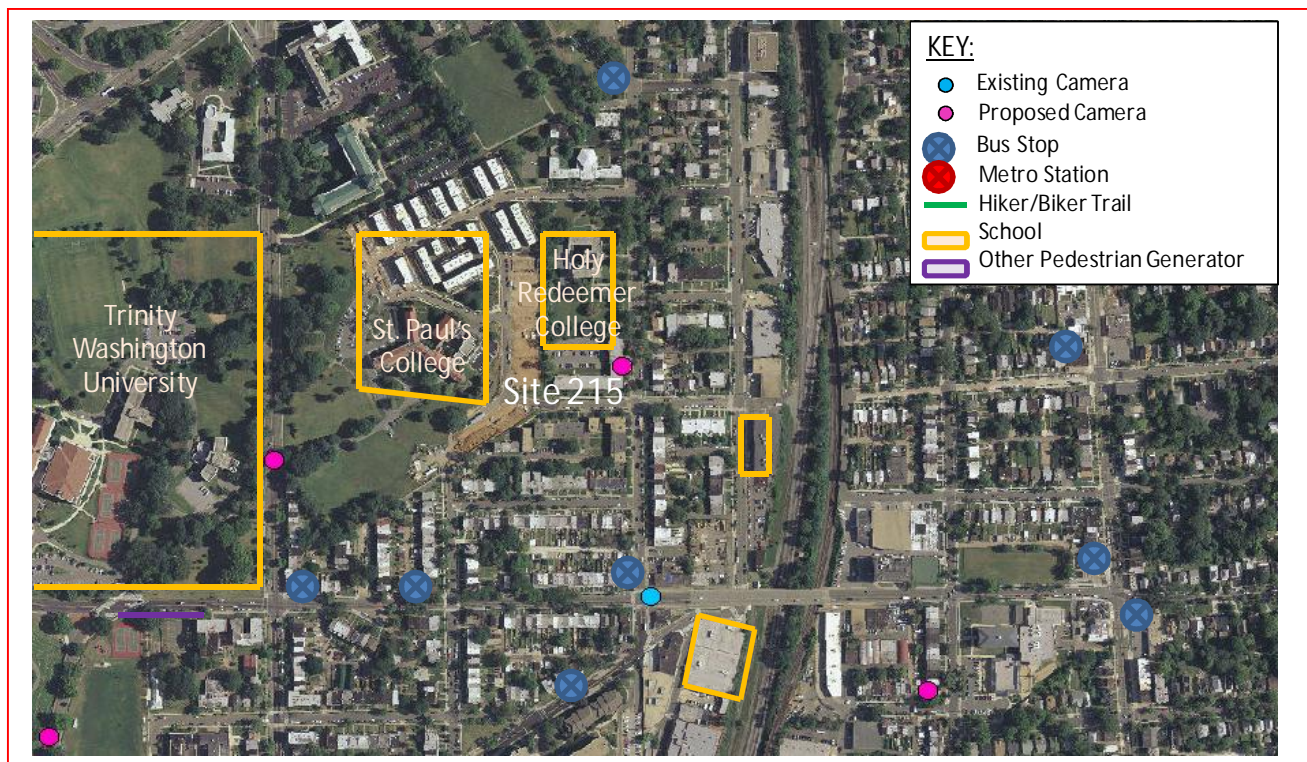 KEY:
Existing Camera
Proposed Camera
Bus Stop
Metro Station
Hiker/Biker Trail
School
Other Pedestrian Generator
Trinity
Washington
University
St. Paul's
College
Holy
Redeemer
College
Site 215